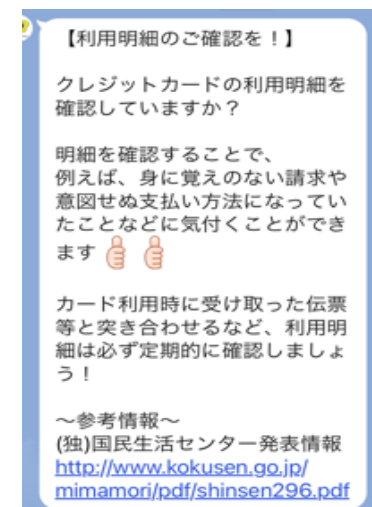 【利用明細のご確認を！】
クレジットカードの利用明細を
確認していますか？
明細を確認することで、
例えば、身に覚えのない請求や
意図せぬ支払い方法になってい
たことなどに気付くことができ
ます
カード利用時に受け取った伝票
等と突き合わせるなど、利用明
細は必ず定期的に確認しましょ
う！
～参考情報～
(独)国民生活センター発表情報
http://www.kokusen.go.jp/
mimamori/pdf/shinsen296.pdf